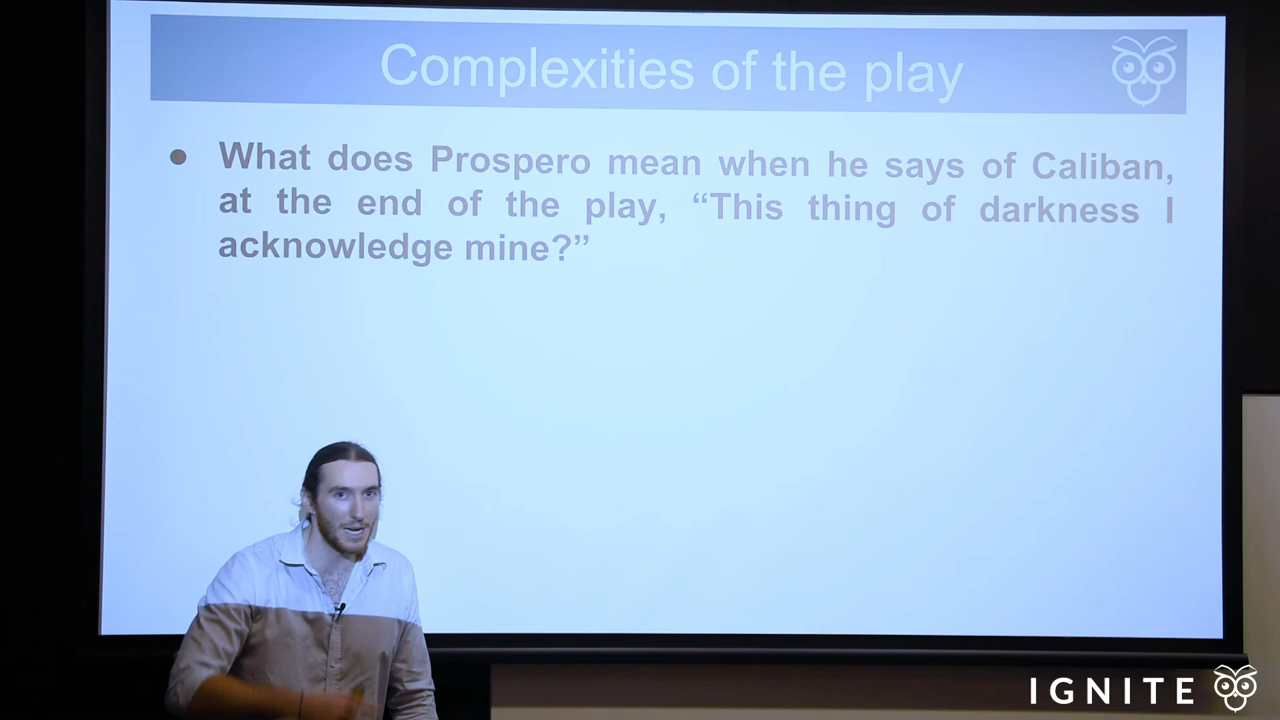 Complexities of the play
● What does Prospero mean when he says of Caliban,
at the end of the play, “This thing of darkness I
acknowledge mine?”
IGNITE